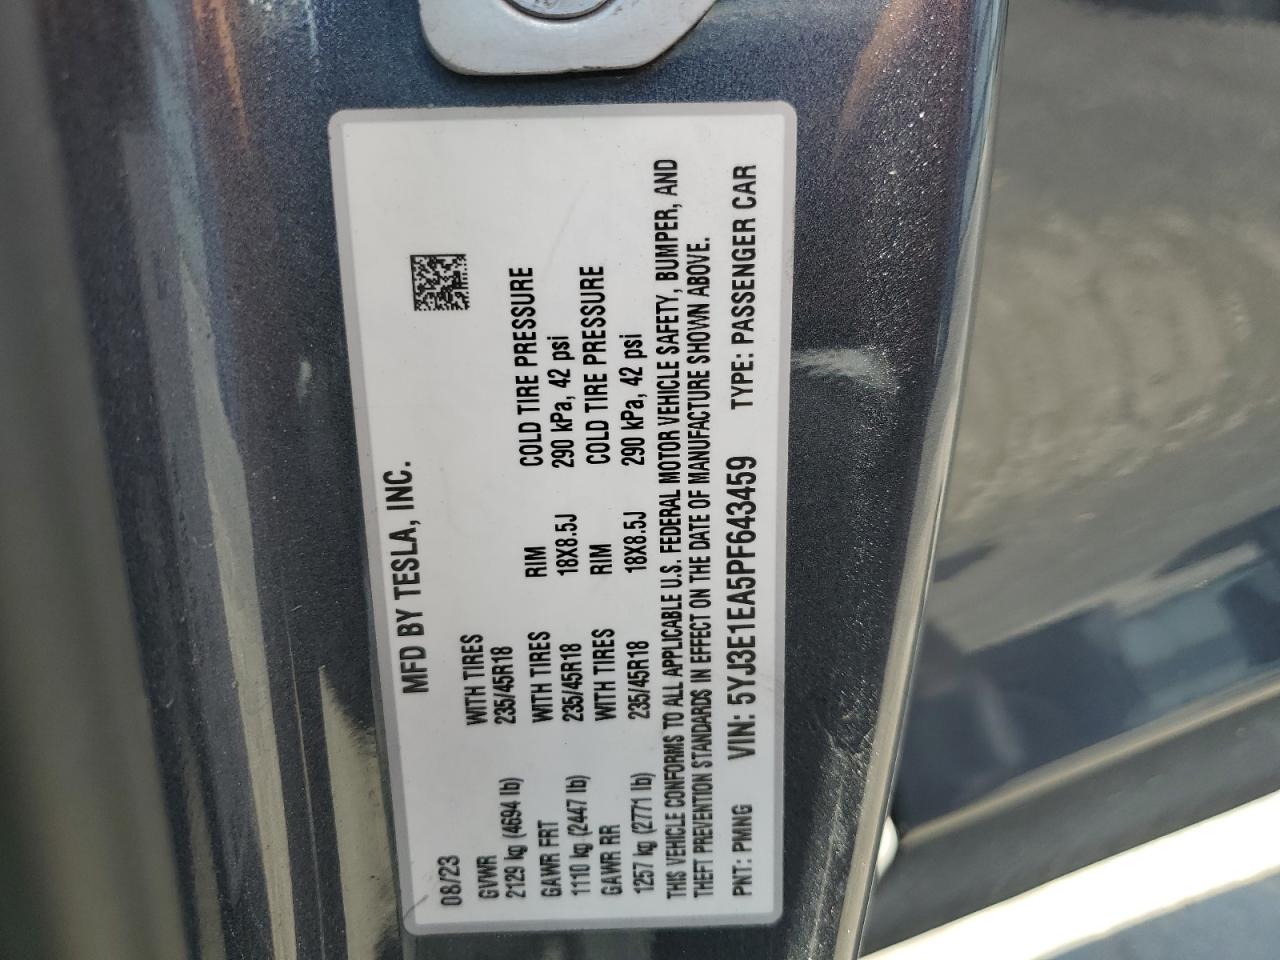 MFD BY TESLA, INC.
08/23
GVWR WITH TIRES
2129 kg (4694 lb) 235/45R18
GAWR FRT WITH TIRES RIM COLD TIRE PRESSURE
1110 kg (2447 lb) 235/45R18 18X8.5J 290 kPa, 42 psi
GAWR RR WITH TIRES RIM COLD TIRE PRESSURE
1257 kg (2771 lb) 235/45R18 18X8.5J 290 kPa, 42 psi
THIS VEHICLE CONFORMS TO ALL APPLICABLE U.S. FEDERAL MOTOR VEHICLE SAFETY, BUMPER, AND
THEFT PREVENTION STANDARDS IN EFFECT ON THE DATE OF MANUFACTURE SHOWN ABOVE.
PNT: PMNG VIN: 5YJ3E1EA5PF643459 TYPE: PASSENGER CAR